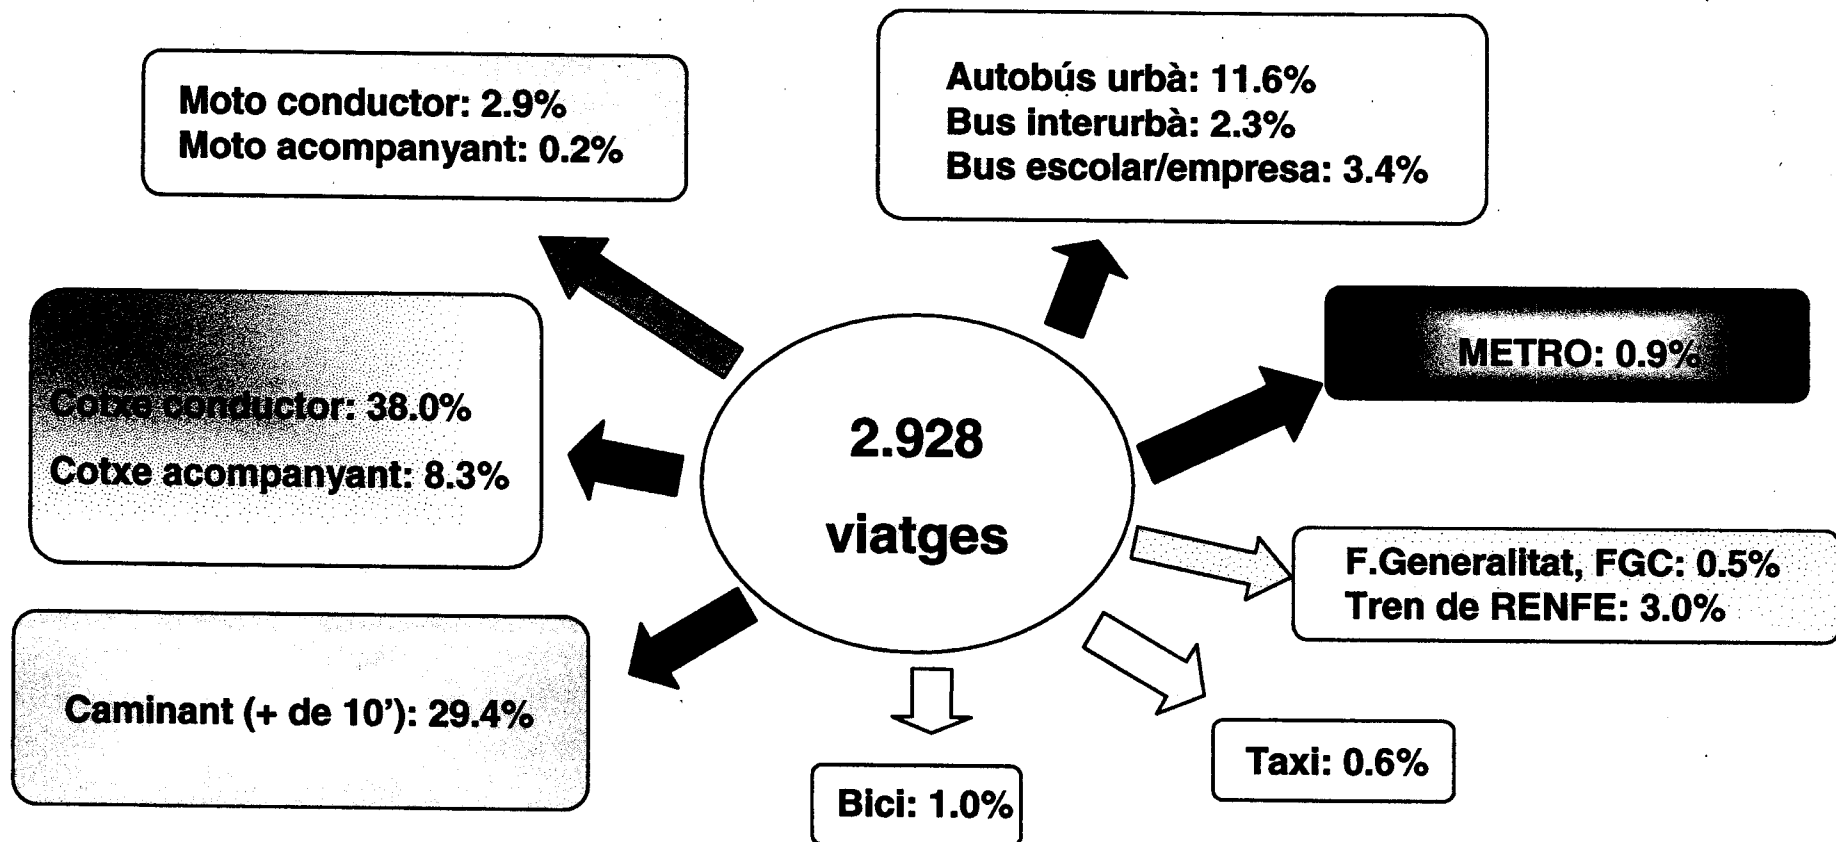 Moto conductor: 2.9%
Moto acompanyant: 0.2%
Autobús urbà: 11.6%
Bus interurbà: 2.3%
Bus escolar/empresa: 3.4%
METRO: 0.9%
Cotxe conductor: 38.0%
Cotxe acompanyant: 8.3%
2.928
viatges
F.Generalitat, FGC: 0.5%
Tren de RENFE: 3.0%
Caminant (+ de 10’): 29.4%
Taxi: 0.6%
Bici: 1.0%